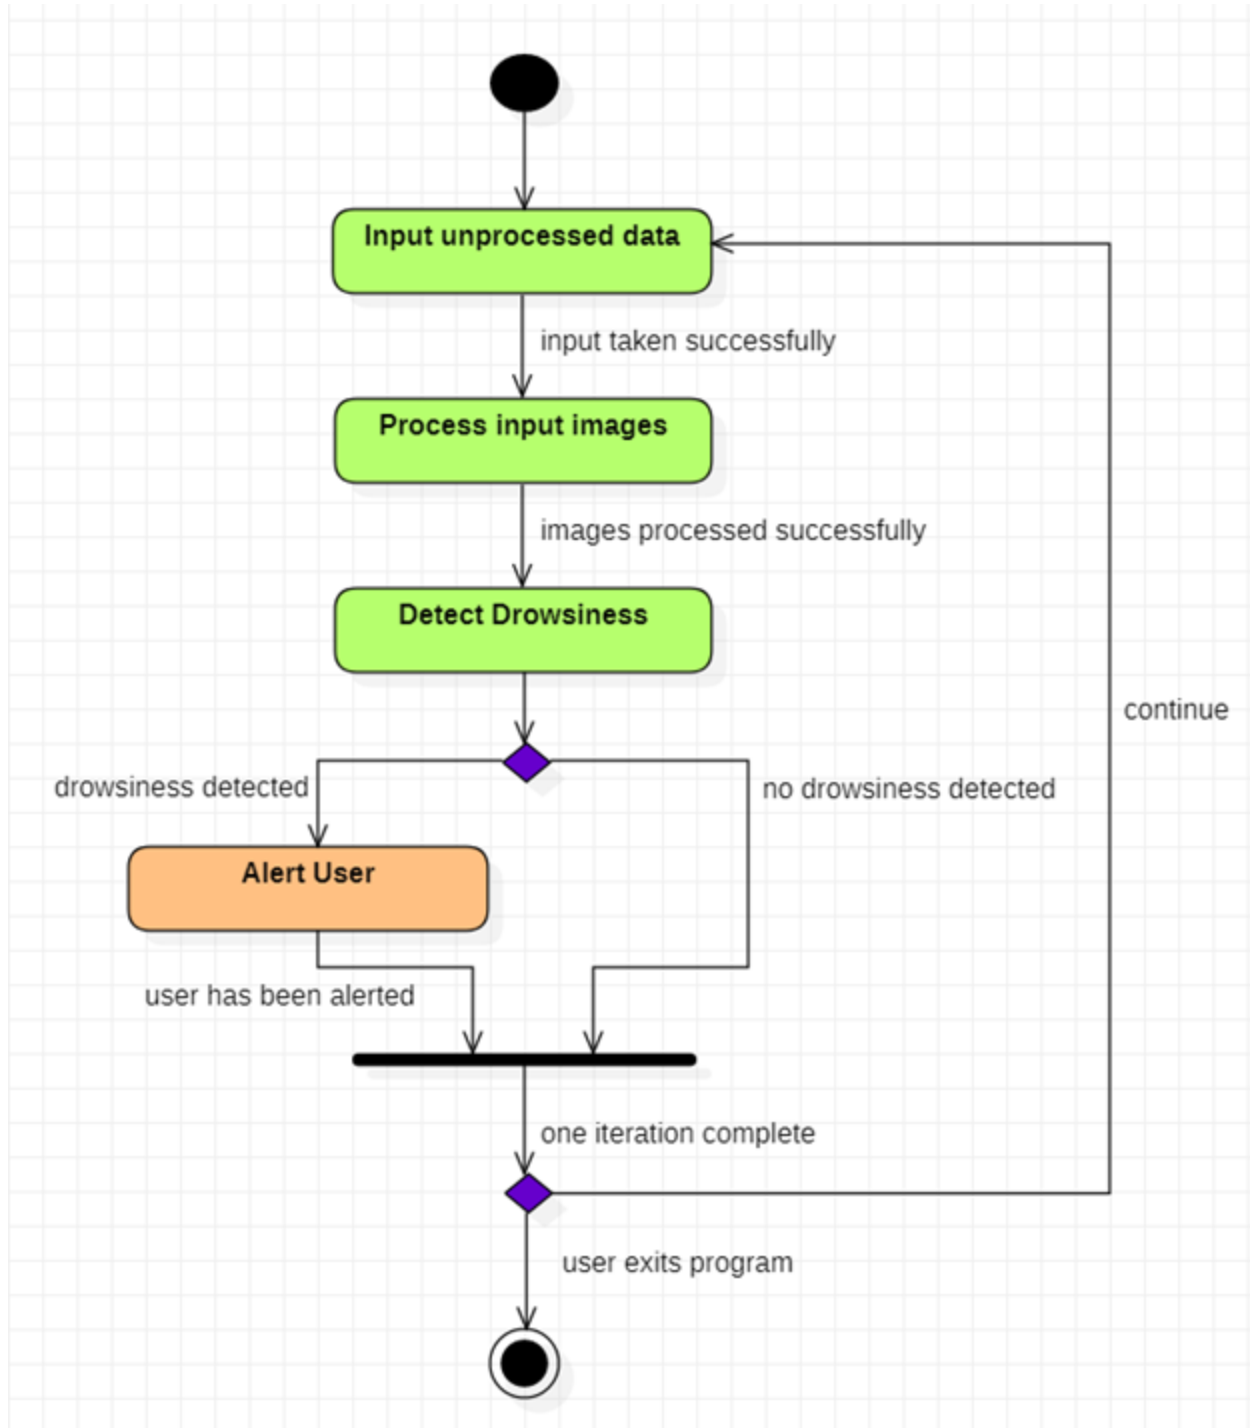 Input unprocessed data
input taken successfully
Process input images
images processed successfully
Detect Drowsiness
continue
drowsiness detected
no drowsiness detected
Alert User
user has been alerted
one iteration complete
user exits program